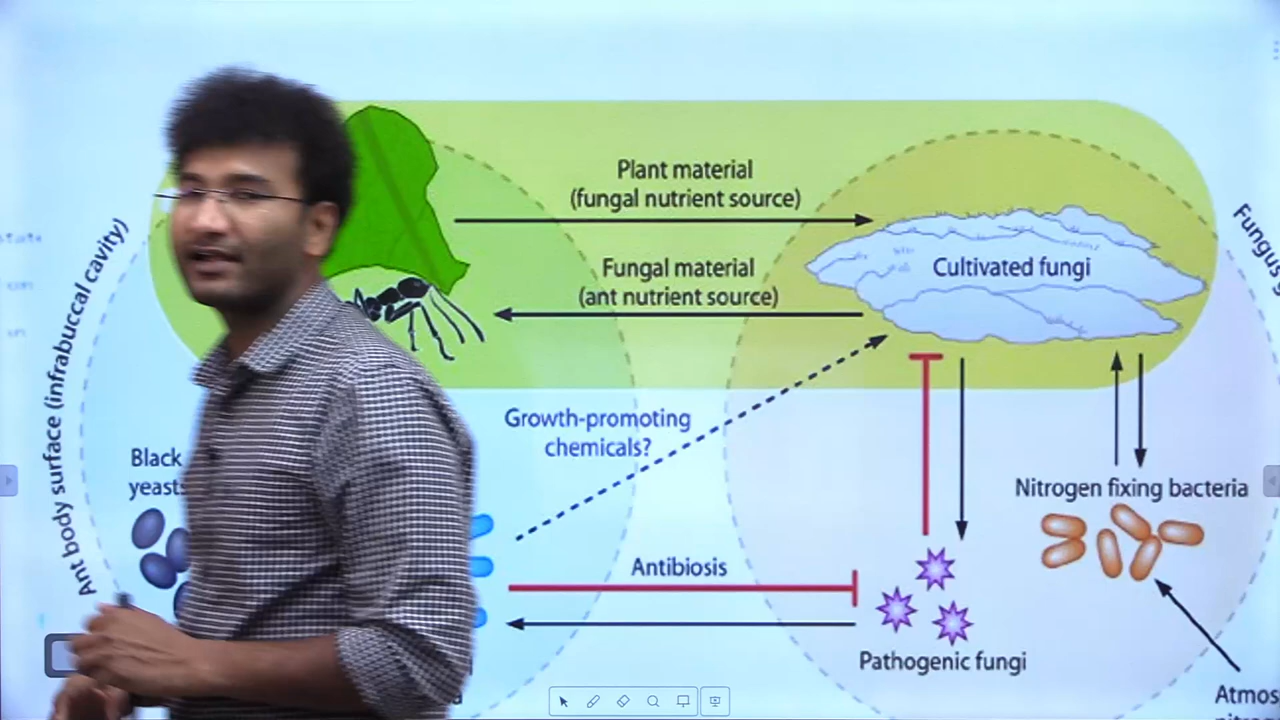 Plant material
(fungal nutrient source)
Fungal material
(ant nutrient source)
Cultivated fungi
Ant body surface (infrabuccal cavity)
Growth-promoting
chemicals?
Black
yeasts
Nitrogen fixing bacteria
Antibiosis
Pathogenic fungi